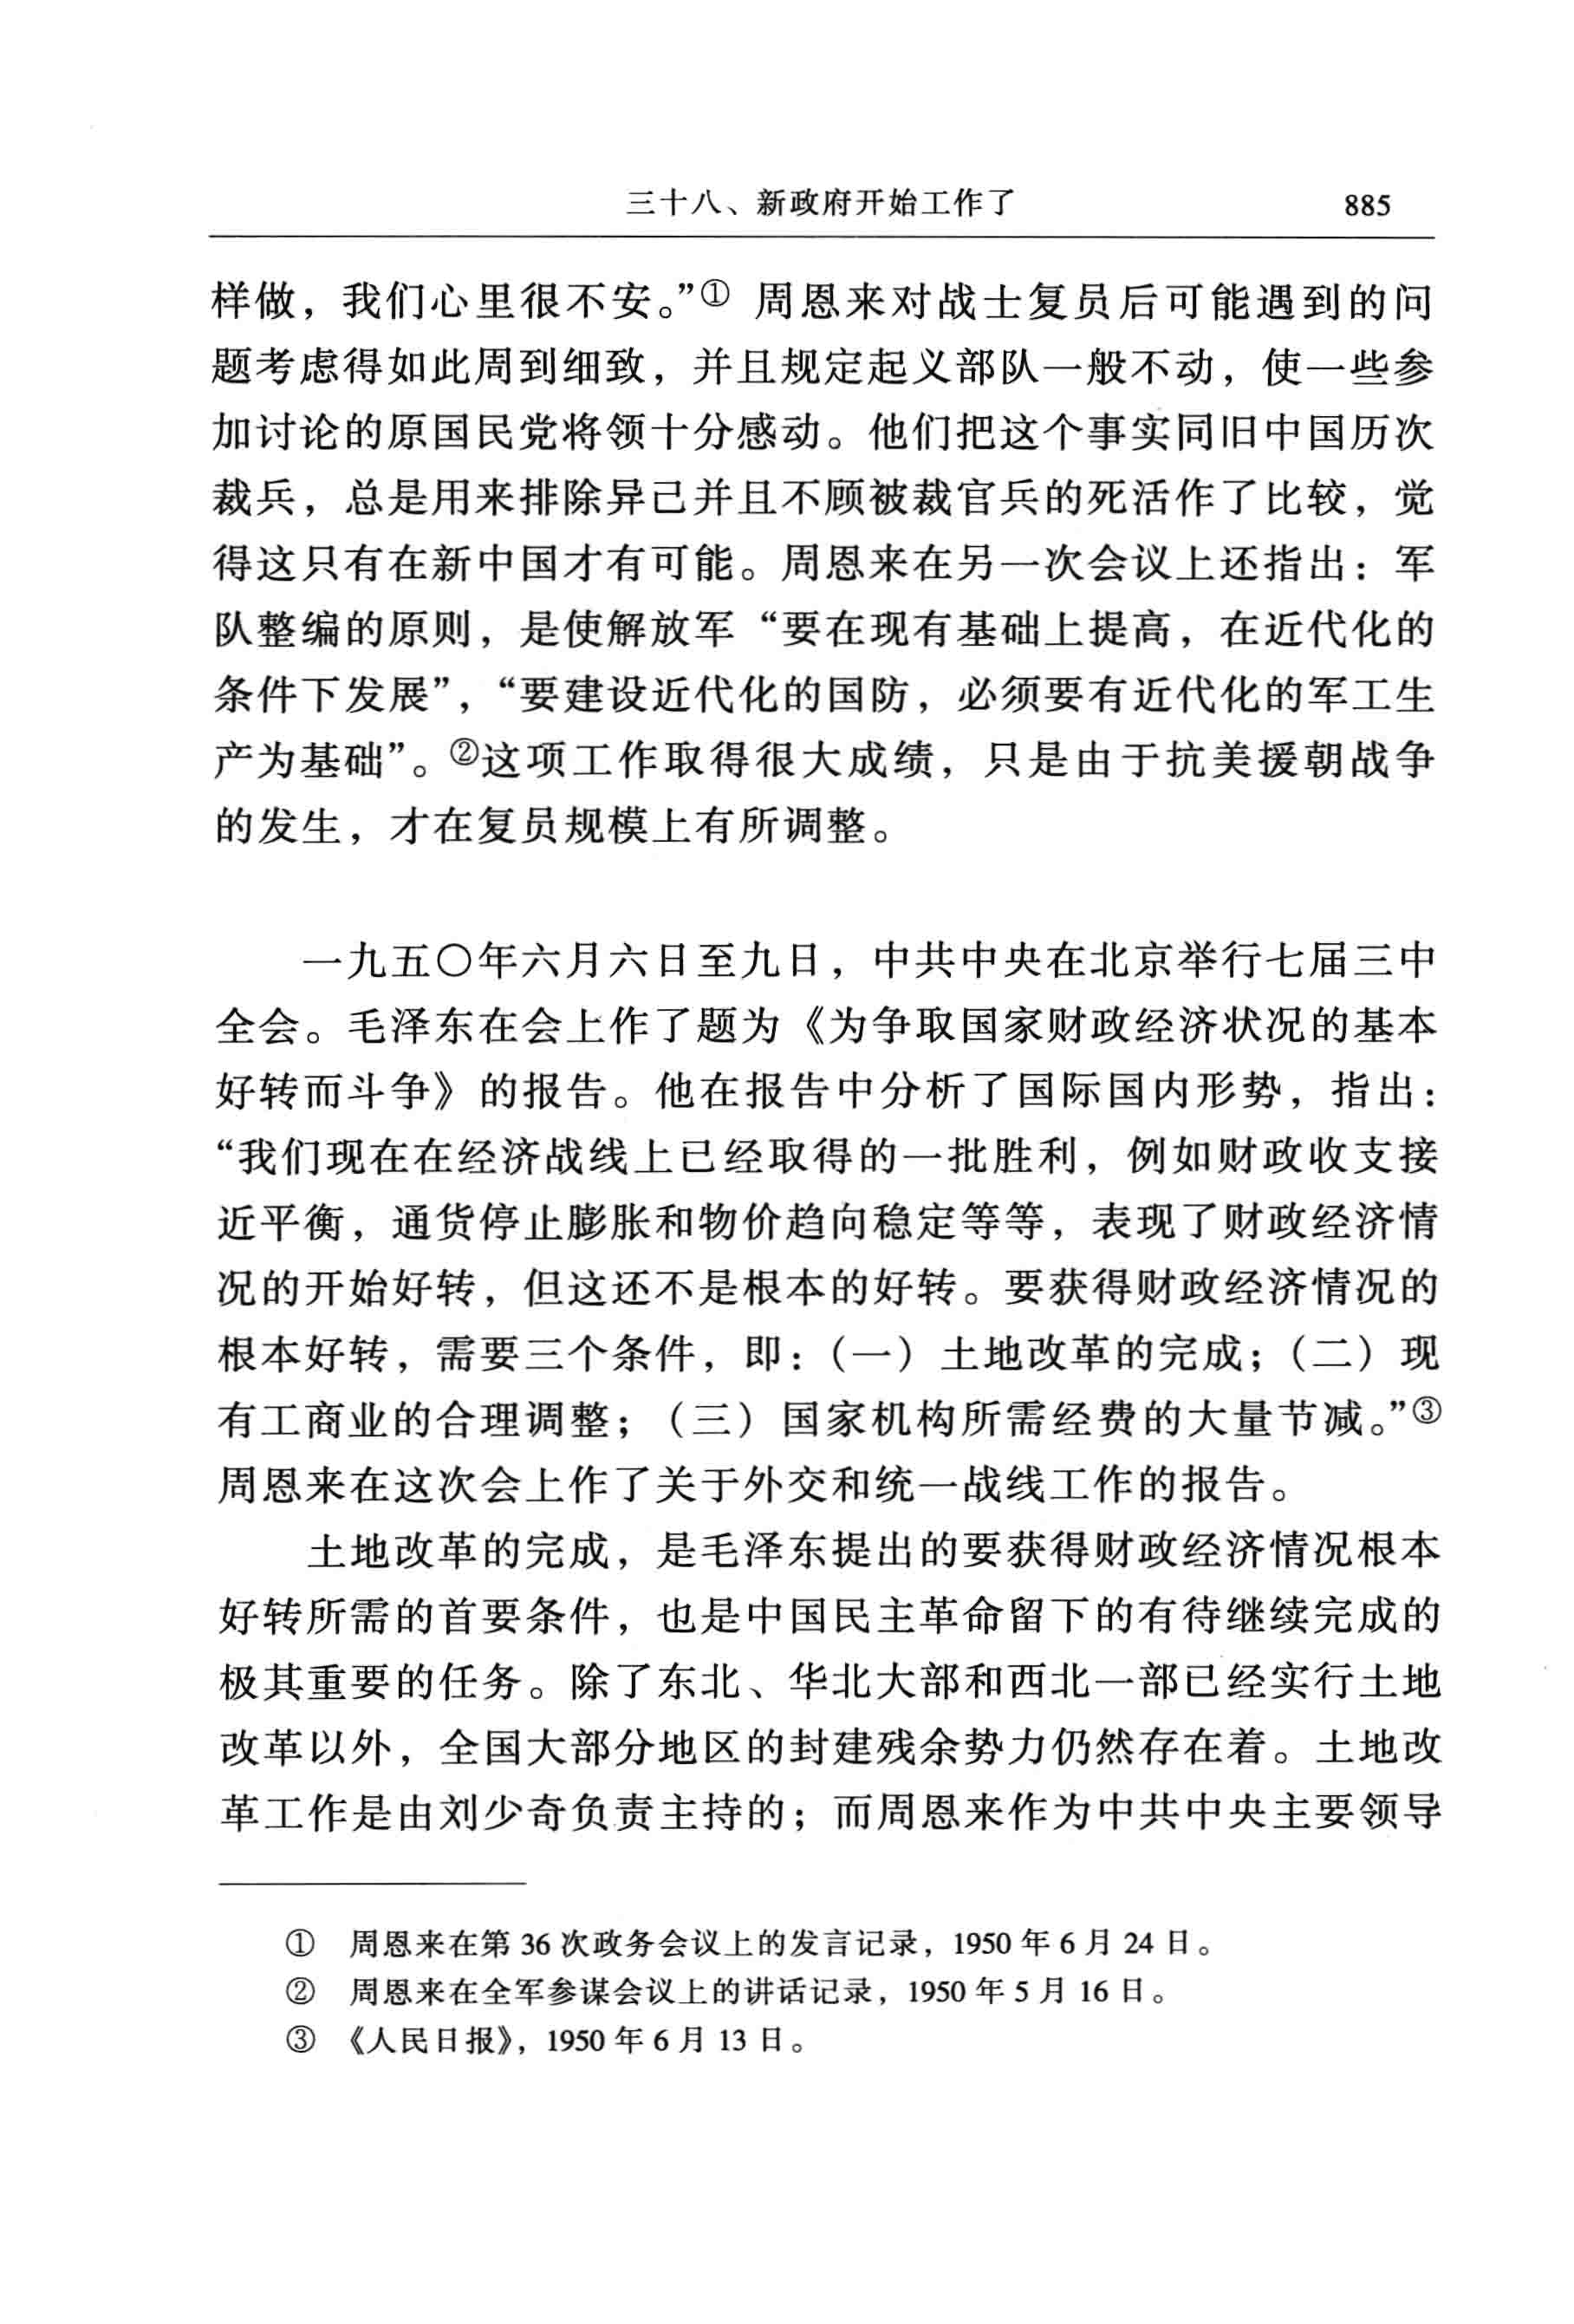 三十八、新政府开始工作了 885
样做，我们心里很不安。”① 周恩来对战士复员后可能遇到的问
题考虑得如此周到细致，并且规定起义部队一般不动，使一些参
加讨论的原国民党将领十分感动。他们把这个事实同旧中国历次
裁兵，总是用来排除异己并且不顾被裁官兵的死活作了比较，觉
得这只有在新中国才有可能。周恩来在另一次会议上还指出：军
队整编的原则，是使解放军“要在现有基础上提高，在近代化的
条件下发展”，“要建设近代化的国防，必须要有近代化的军工生
产为基础”。②这项工作取得很大成绩，只是由于抗美援朝战争
的发生，才在复员规模上有所调整。
一九五〇年六月六日至九日，中共中央在北京举行七届三中
全会。毛泽东在会上作了题为《为争取国家财政经济状况的基本
好转而斗争》的报告。他在报告中分析了国际国内形势，指出：
“我们现在在经济战线上已经取得的一批胜利，例如财政收支接
近平衡，通货停止膨胀和物价趋向稳定等等，表现了财政经济情
况的开始好转，但这还不是根本的好转。要获得财政经济情况的
根本好转，需要三个条件，即：（一）土地改革的完成；（二）现
有工商业的合理调整；（三）国家机构所需经费的大量节减。”③
周恩来在这次会上作了关于外交和统一战线工作的报告。
土地改革的完成，是毛泽东提出的要获得财政经济情况根本
好转所需的首要条件，也是中国民主革命留下的有待继续完成的
极其重要的任务。除了东北、华北大部和西北一部已经实行土地
改革以外，全国大部分地区的封建残余势力仍然存在着。土地改
革工作是由刘少奇负责主持的；而周恩来作为中共中央主要领导
① 周恩来在第 36 次政务会议上的发言记录，1950 年 6 月 24 日。
② 周恩来在全军参谋会议上的讲话记录，1950 年 5 月 16 日。
③ 《人民日报》，1950 年 6 月 13 日。